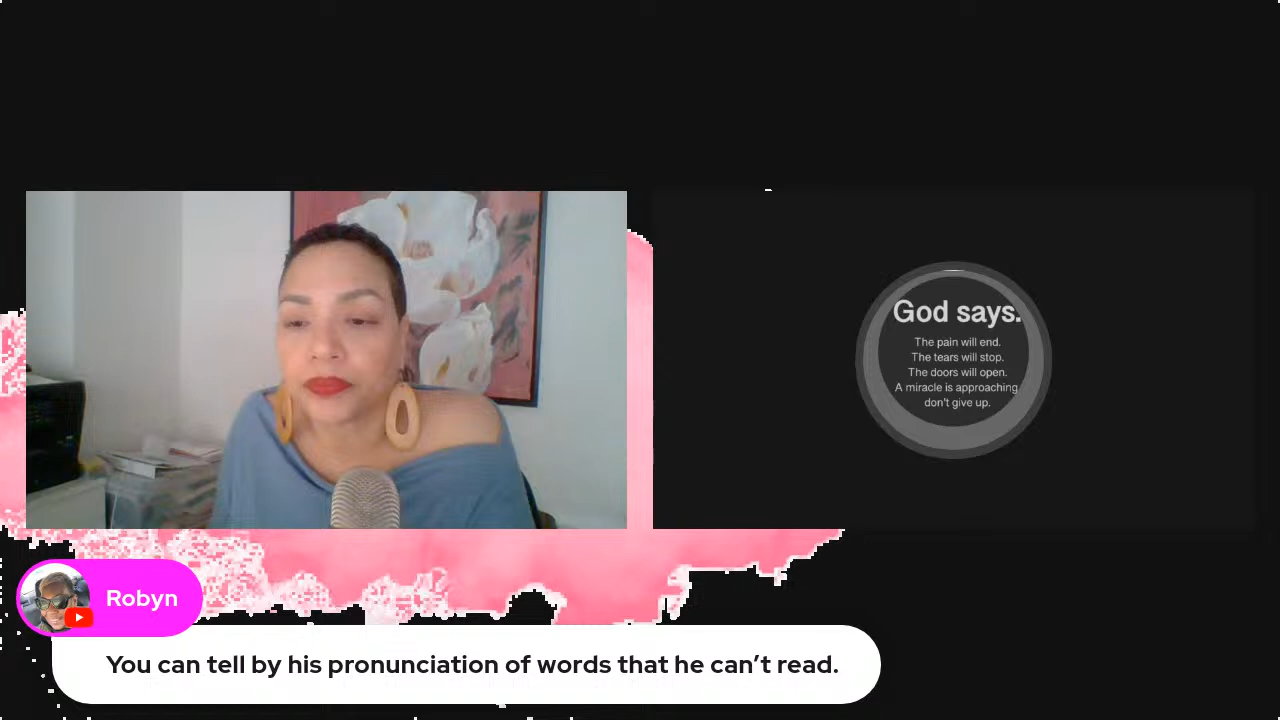 God says.
The pain will end.
The tears will stop.
The doors will open.
A miracle is approaching
don't give up.
Robyn
You can tell by his pronunciation of words that he can’t read.